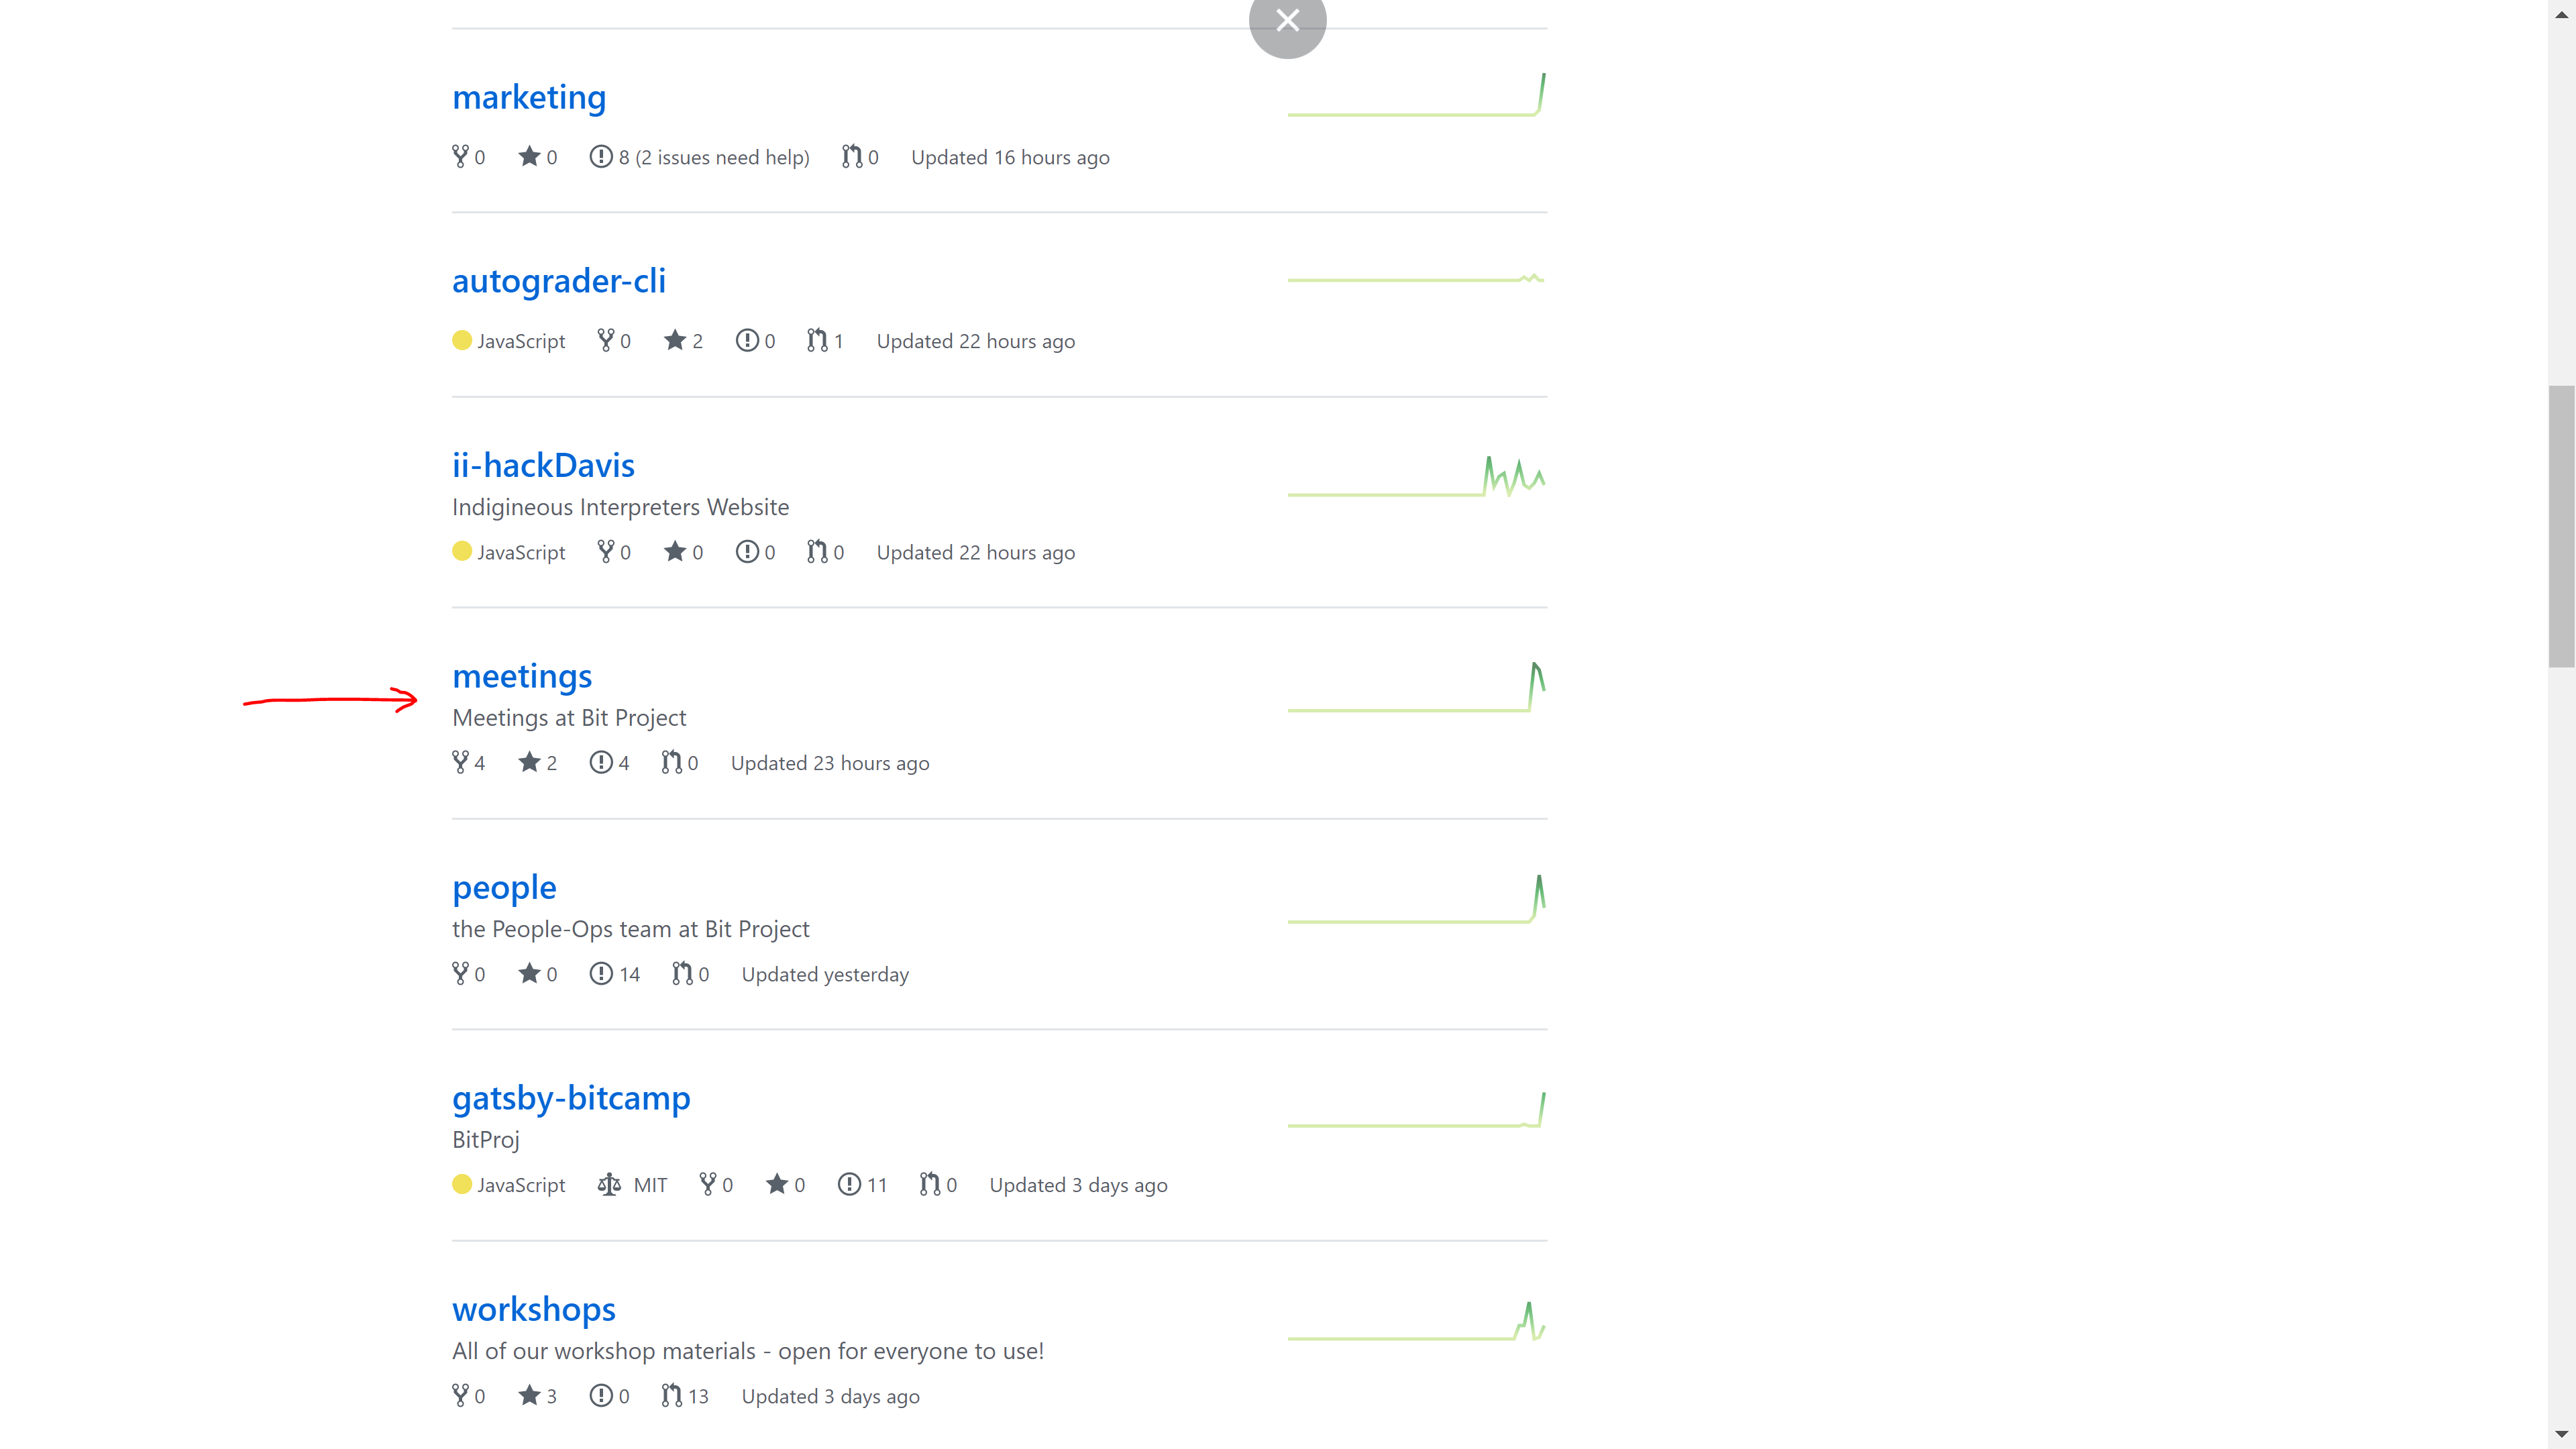 marketing
0 0 8 (2 issues need help) 0 Updated 16 hours ago
autograder-cli
JavaScript 0 2 0 1 Updated 22 hours ago
ii-hackDavis
Indigineous Interpreters Website
JavaScript 0 0 0 0 Updated 22 hours ago
meetings
Meetings at Bit Project
4 2 4 0 Updated 23 hours ago
people
the People-Ops team at Bit Project
0 0 14 0 Updated yesterday
gatsby-bitcamp
BitProj
JavaScript MIT 0 0 11 0 Updated 3 days ago
workshops
All of our workshop materials - open for everyone to use!
0 3 0 13 Updated 3 days ago